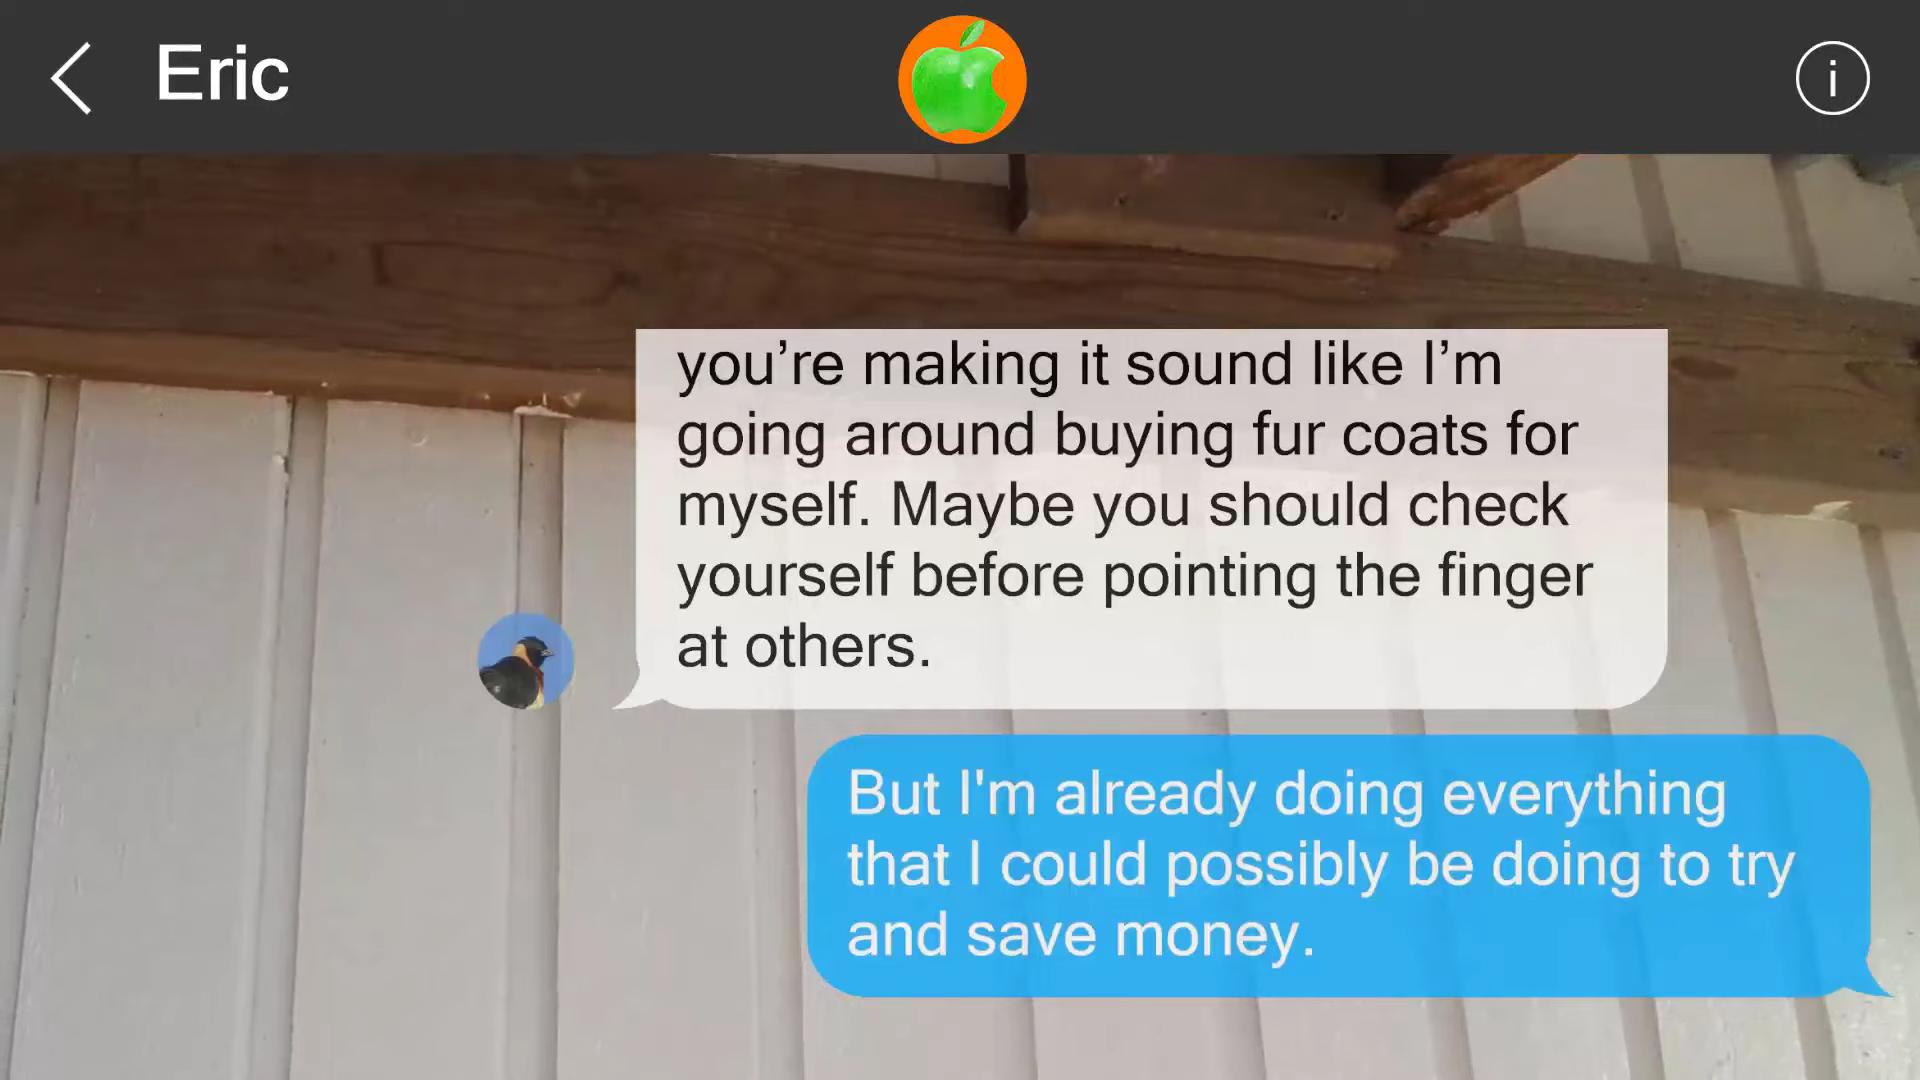 Eric
i
you’re making it sound like I’m
going around buying fur coats for
myself. Maybe you should check
yourself before pointing the finger
at others.
But I'm already doing everything
that I could possibly be doing to try
and save money.